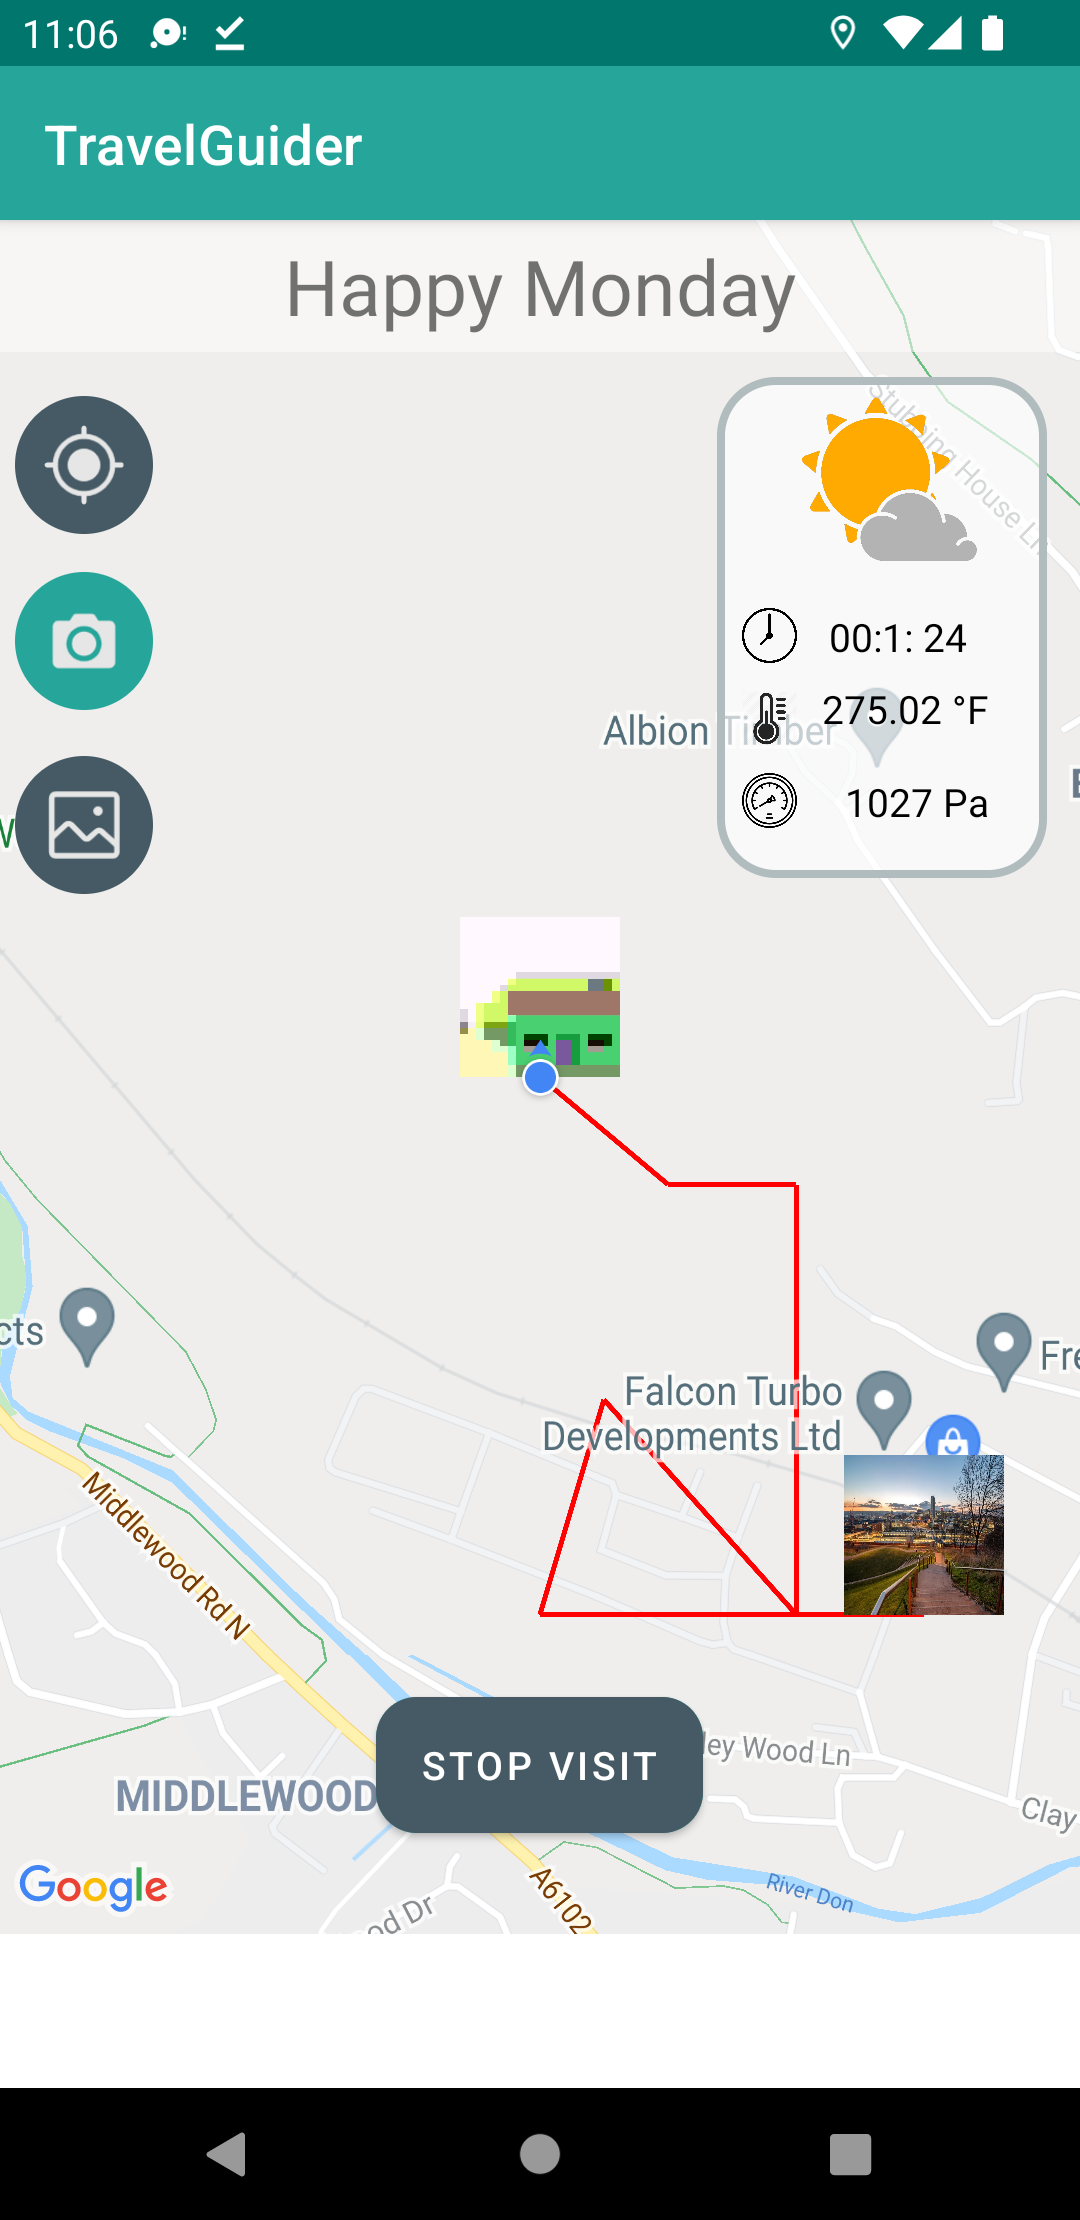 11:06
TravelGuider
Happy Monday
Stubbing House Ln
00:1: 24
275.02 °F
Albion Timber
1027 Pa
cts
Fre
Falcon Turbo
Developments Ltd
Middlewood Rd N
STOP VISIT
ley Wood Ln
MIDDLEWOOD
Clay
Google
A6102
River Don
od Dr